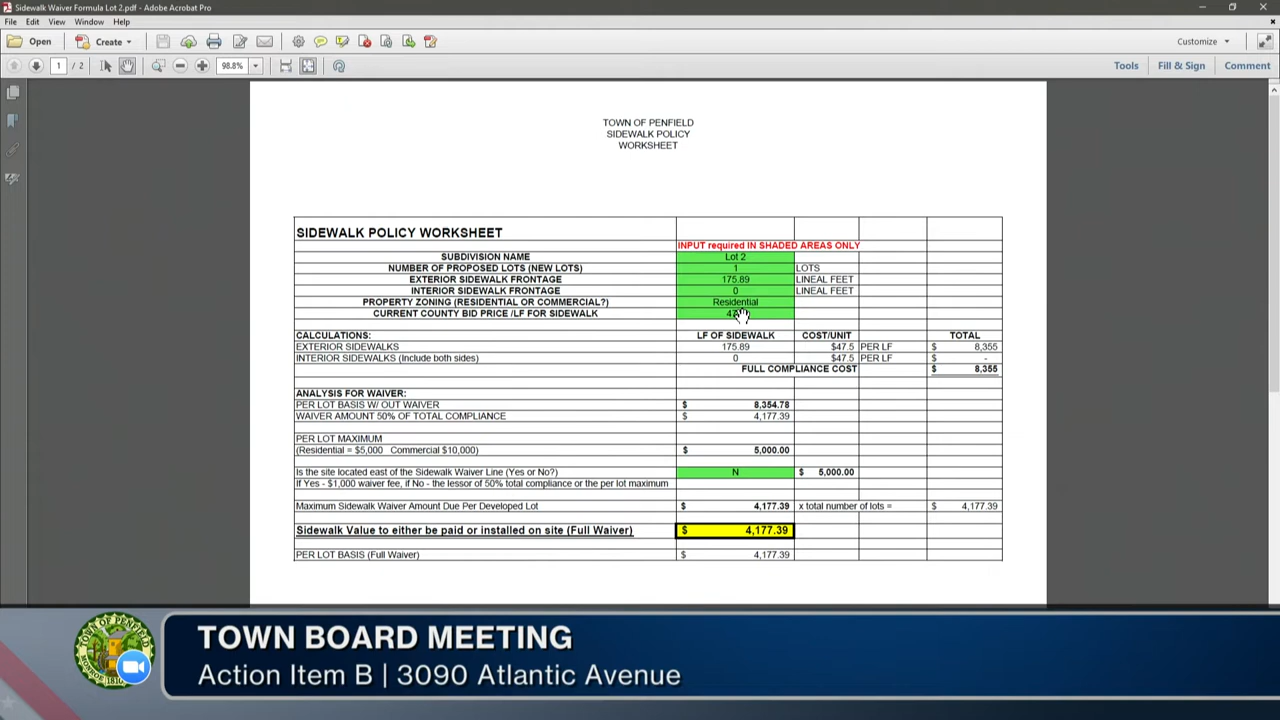 Sidewalk Waiver Formula Lot 2.pdf - Adobe Acrobat Pro
File Edit View Window Help
Open Create Customize
1 / 2 98.8% Tools Fill & Sign Comment
TOWN OF PENFIELD
SIDEWALK POLICY
WORKSHEET
SIDEWALK POLICY WORKSHEET
INPUT required IN SHADED AREAS ONLY
SUBDIVISION NAME Lot 2
NUMBER OF PROPOSED LOTS (NEW LOTS) 1 LOTS
EXTERIOR SIDEWALK FRONTAGE 175.89 LINEAL FEET
INTERIOR SIDEWALK FRONTAGE 0 LINEAL FEET
PROPERTY ZONING (RESIDENTIAL OR COMMERCIAL?) Residential
CURRENT COUNTY BID PRICE /LF FOR SIDEWALK
CALCULATIONS: LF OF SIDEWALK COST/UNIT TOTAL
EXTERIOR SIDEWALKS 175.89 $47.5 PER LF $ 8,355
INTERIOR SIDEWALKS (Include both sides) 0 $47.5 PER LF $ -
FULL COMPLIANCE COST $ 8,355
ANALYSIS FOR WAIVER:
PER LOT BASIS W/ OUT WAIVER $ 8,354.78
WAIVER AMOUNT 50% OF TOTAL COMPLIANCE $ 4,177.39
PER LOT MAXIMUM
(Residential = $5,000 Commercial $10,000) $ 5,000.00
Is the site located east of the Sidewalk Waiver Line (Yes or No?) N $ 5,000.00
If Yes - $1,000 waiver fee, if No - the lessor of 50% total compliance or the per lot maximum
Maximum Sidewalk Waiver Amount Due Per Developed Lot $ 4,177.39 x total number of lots = $ 4,177.39
Sidewalk Value to either be paid or installed on site (Full Waiver) $ 4,177.39
PER LOT BASIS (Full Waiver) $ 4,177.39
TOWN OF PENFIELD
TOWN BOARD MEETING
Action Item B | 3090 Atlantic Avenue